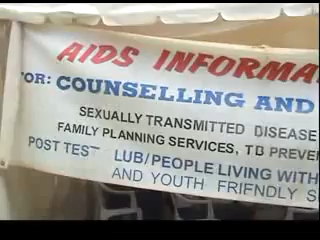 AIDS INFORMA
OR: COUNSELLING AND
SEXUALLY TRANSMITTED DISEASE
FAMILY PLANNING SERVICES, TB PREVEN
POST TEST LUB/PEOPLE LIVING WITH
AND YOUTH FRIENDLY S